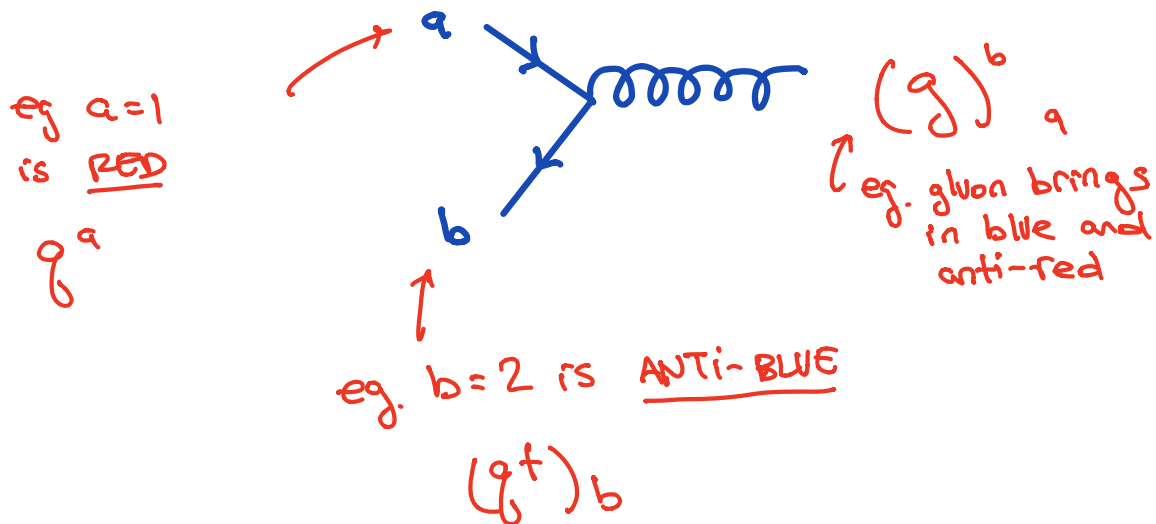 a
(g)^b_a
eg a=1
is RED
q^a
eg. gluon brings
in blue and
anti-red
b
eg. b=2 is ANTi-BLUE
(q^†)_b